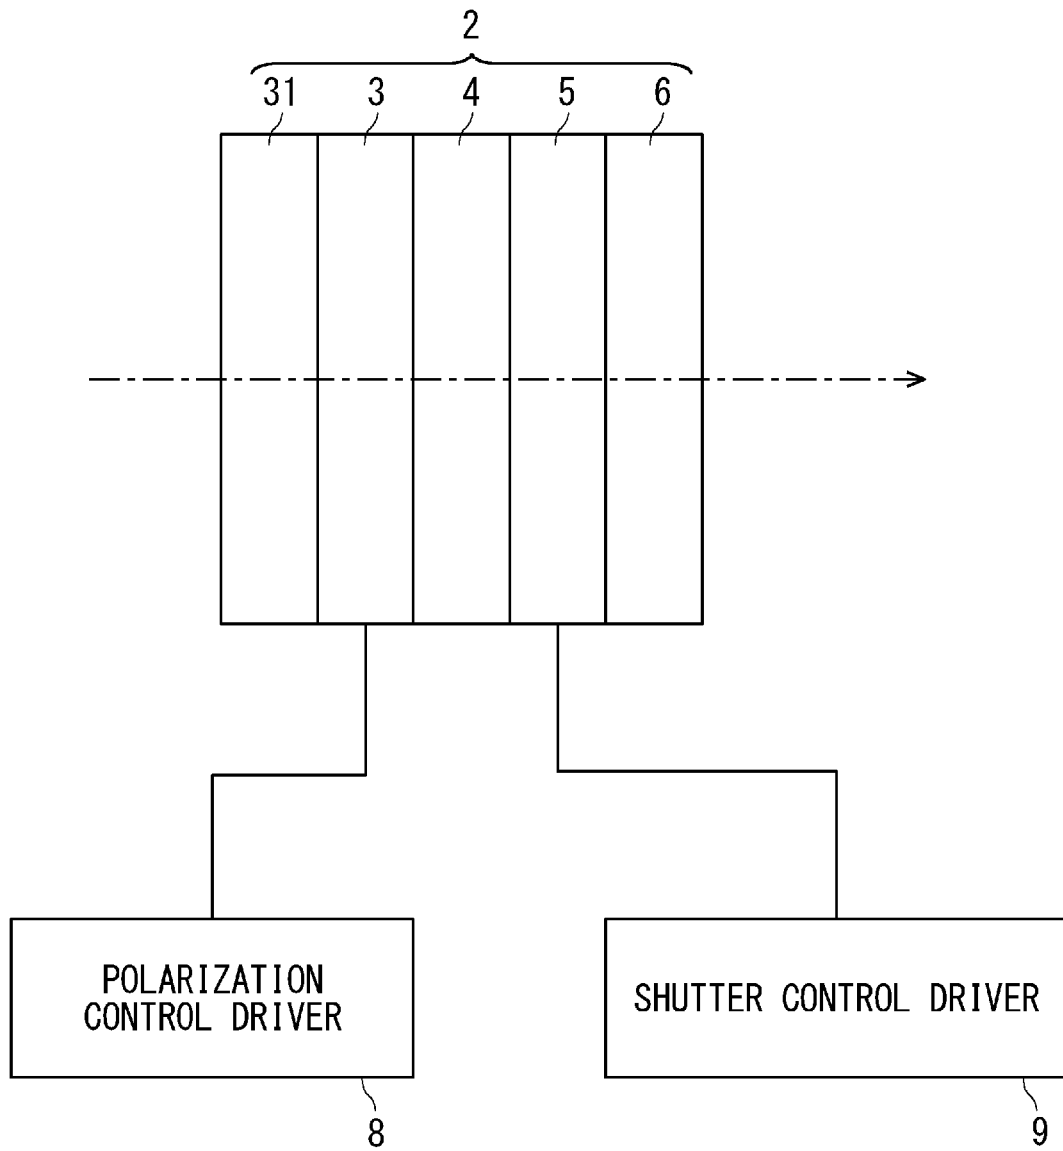 2
31 3 4 5 6
POLARIZATION
CONTROL DRIVER
SHUTTER CONTROL DRIVER
8
9